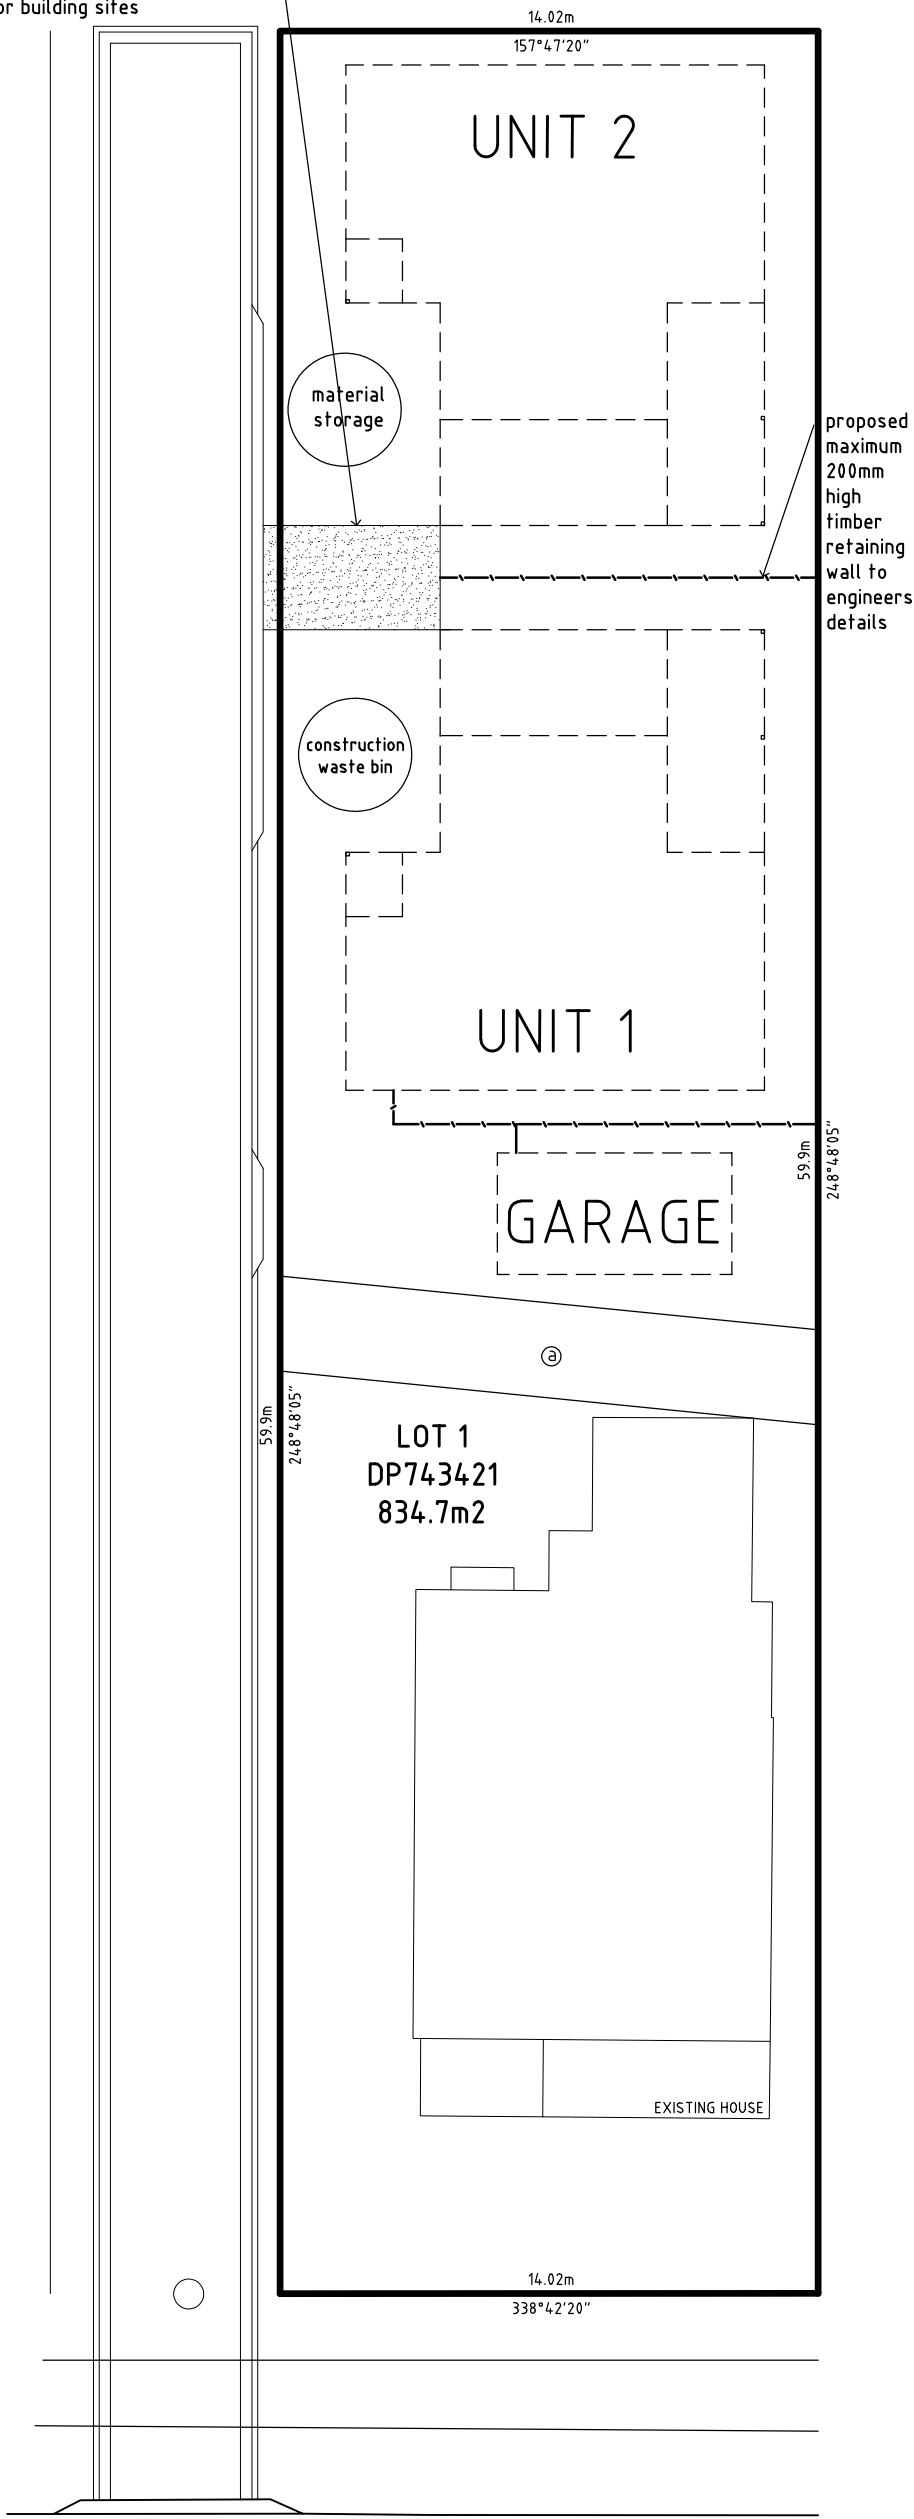 or building sites
14.02m
157°47'20"
UNIT 2
material
storage
proposed
maximum
200mm
high
timber
retaining
wall to
engineers
details
construction
waste bin
UNIT 1
59.9m
248°48'05"
GARAGE
a
59.9m
248°48'05"
LOT 1
DP743421
834.7m2
EXISTING HOUSE
14.02m
338°42'20"